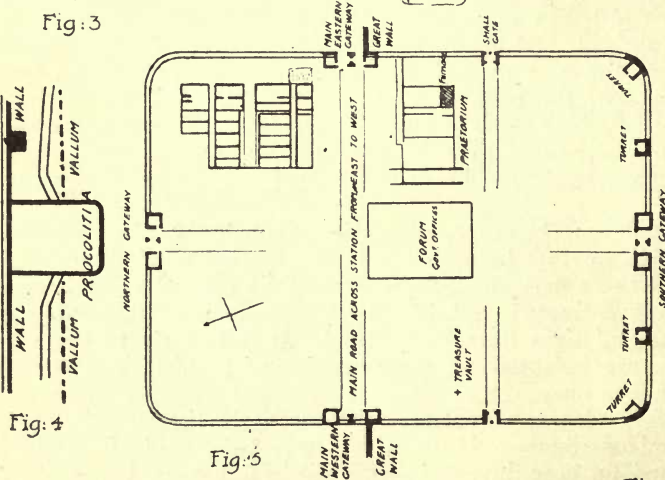 Fig:3
MAIN
EASTERN
GATEWAY
GREAT
WALL
SMALL
GATE
TURRET
WALL
VALLUM
Furnace
PRAETORIUM
TURRET
PROCOLITIA
NORTHERN GATEWAY
MAIN ROAD ACROSS STATION FROM EAST TO WEST
FORUM
GOVT OFFICES
SOUTHERN GATEWAY
WALL
VALLUM
+ TREASURE
VAULT
TURRET
TURRET
Fig:4
Fig:5
MAIN
WESTERN
GATEWAY
GREAT
WALL